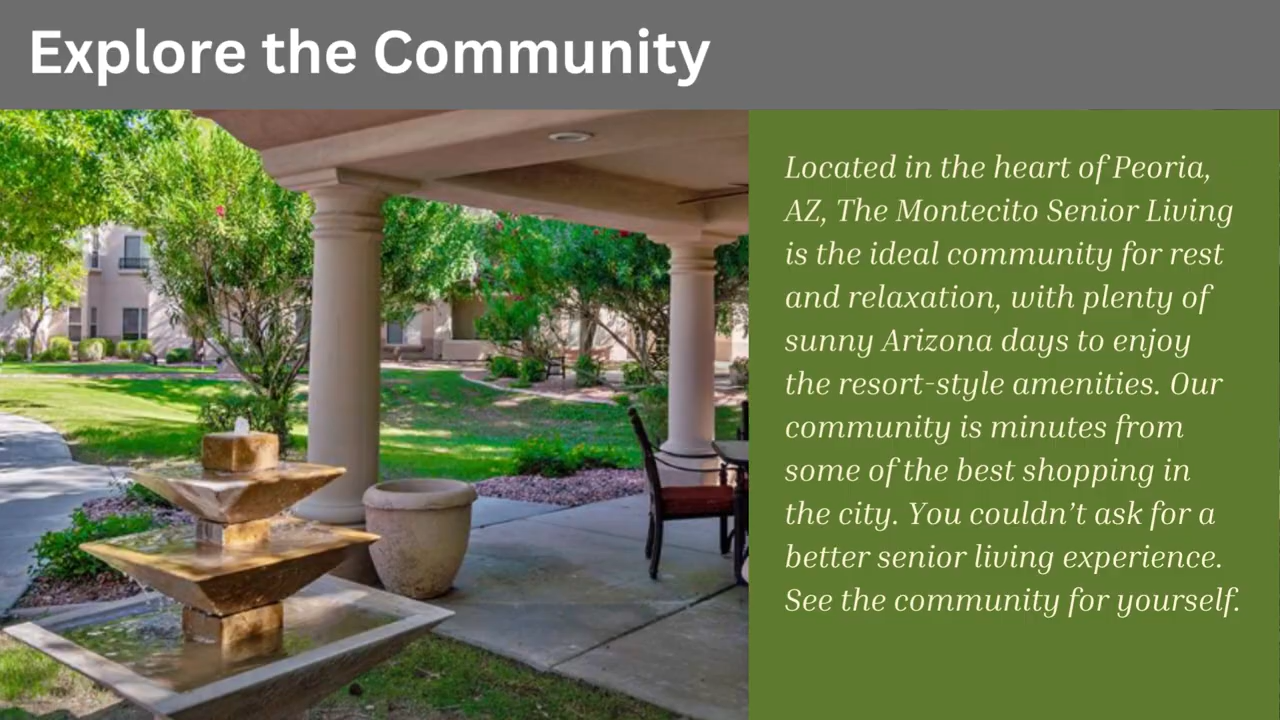 Explore the Community
Located in the heart of Peoria,
AZ, The Montecito Senior Living
is the ideal community for rest
and relaxation, with plenty of
sunny Arizona days to enjoy
the resort-style amenities. Our
community is minutes from
some of the best shopping in
the city. You couldn’t ask for a
better senior living experience.
See the community for yourself.